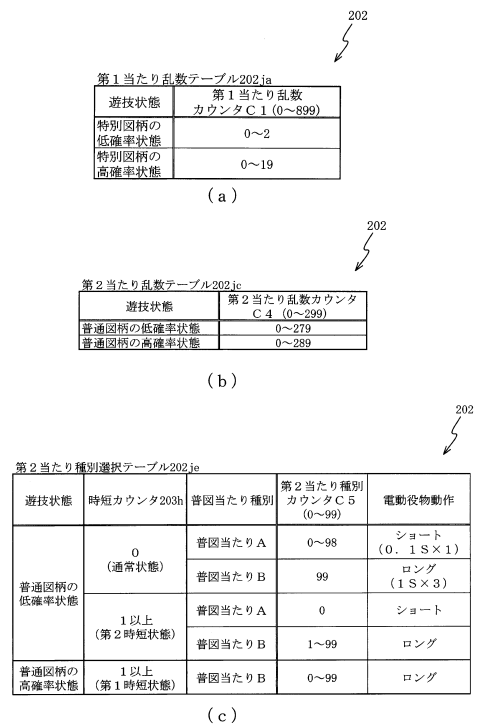 202
第１当たり乱数テーブル202ja
遊技状態
第１当たり乱数
カウンタＣ１(0～899)
特別図柄の
低確率状態
0～2
特別図柄の
高確率状態
0～19
(ａ)
202
第２当たり乱数テーブル202jc
遊技状態
第２当たり乱数カウンタ
Ｃ４(0～299)
普通図柄の低確率状態
0～279
普通図柄の高確率状態
0～289
(ｂ)
202
第２当たり種別選択テーブル202je
遊技状態
時短カウンタ203h
普図当たり種別
第２当たり種別
カウンタＣ５
(0～99)
電動役物動作
普通図柄の
低確率状態
0
(通常状態)
普図当たりＡ
0～98
ショート
(０．１Ｓ×１)
普図当たりＢ
99
ロング
(１Ｓ×３)
１以上
(第２時短状態)
普図当たりＡ
0
ショート
普図当たりＢ
1～99
ロング
普通図柄の
高確率状態
１以上
(第１時短状態)
普図当たりＢ
0～99
ロング
(ｃ)